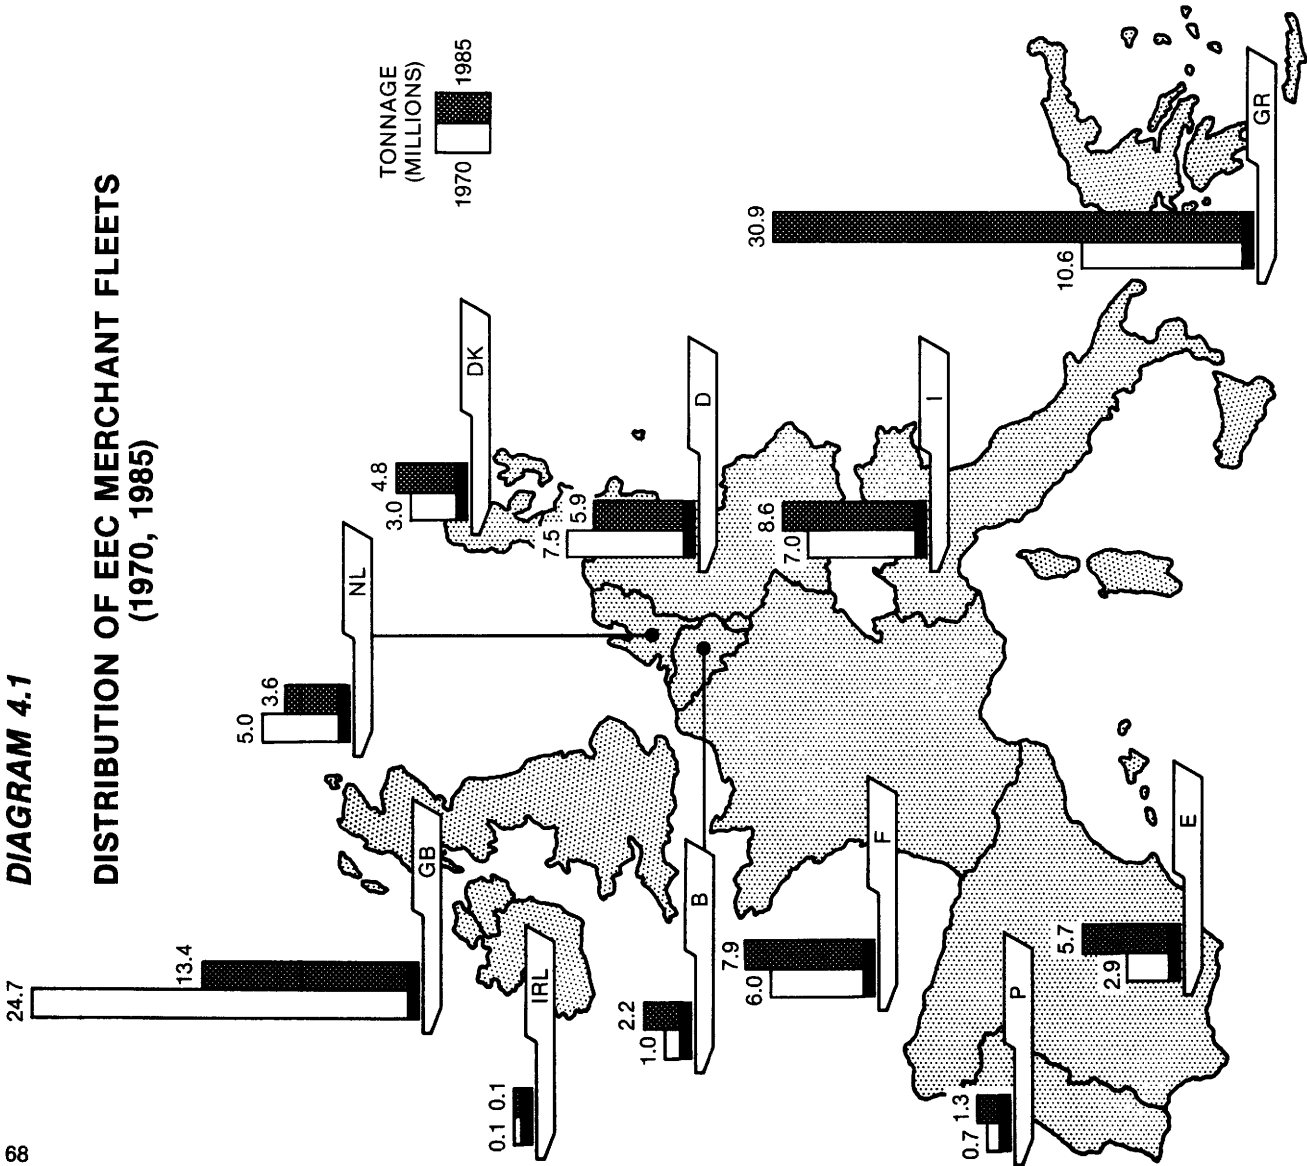 68
DIAGRAM 4.1
DISTRIBUTION OF EEC MERCHANT FLEETS
(1970, 1985)
TONNAGE
(MILLIONS)
1970 1985
24.7 13.4
GB
5.0 3.6
NL
3.0 4.8
DK
0.1 0.1
IRL
7.5 5.9
D
1.0 2.2
B
6.0 7.9
F
7.0 8.6
I
30.9
10.6
GR
0.7 1.3
P
2.9 5.7
E